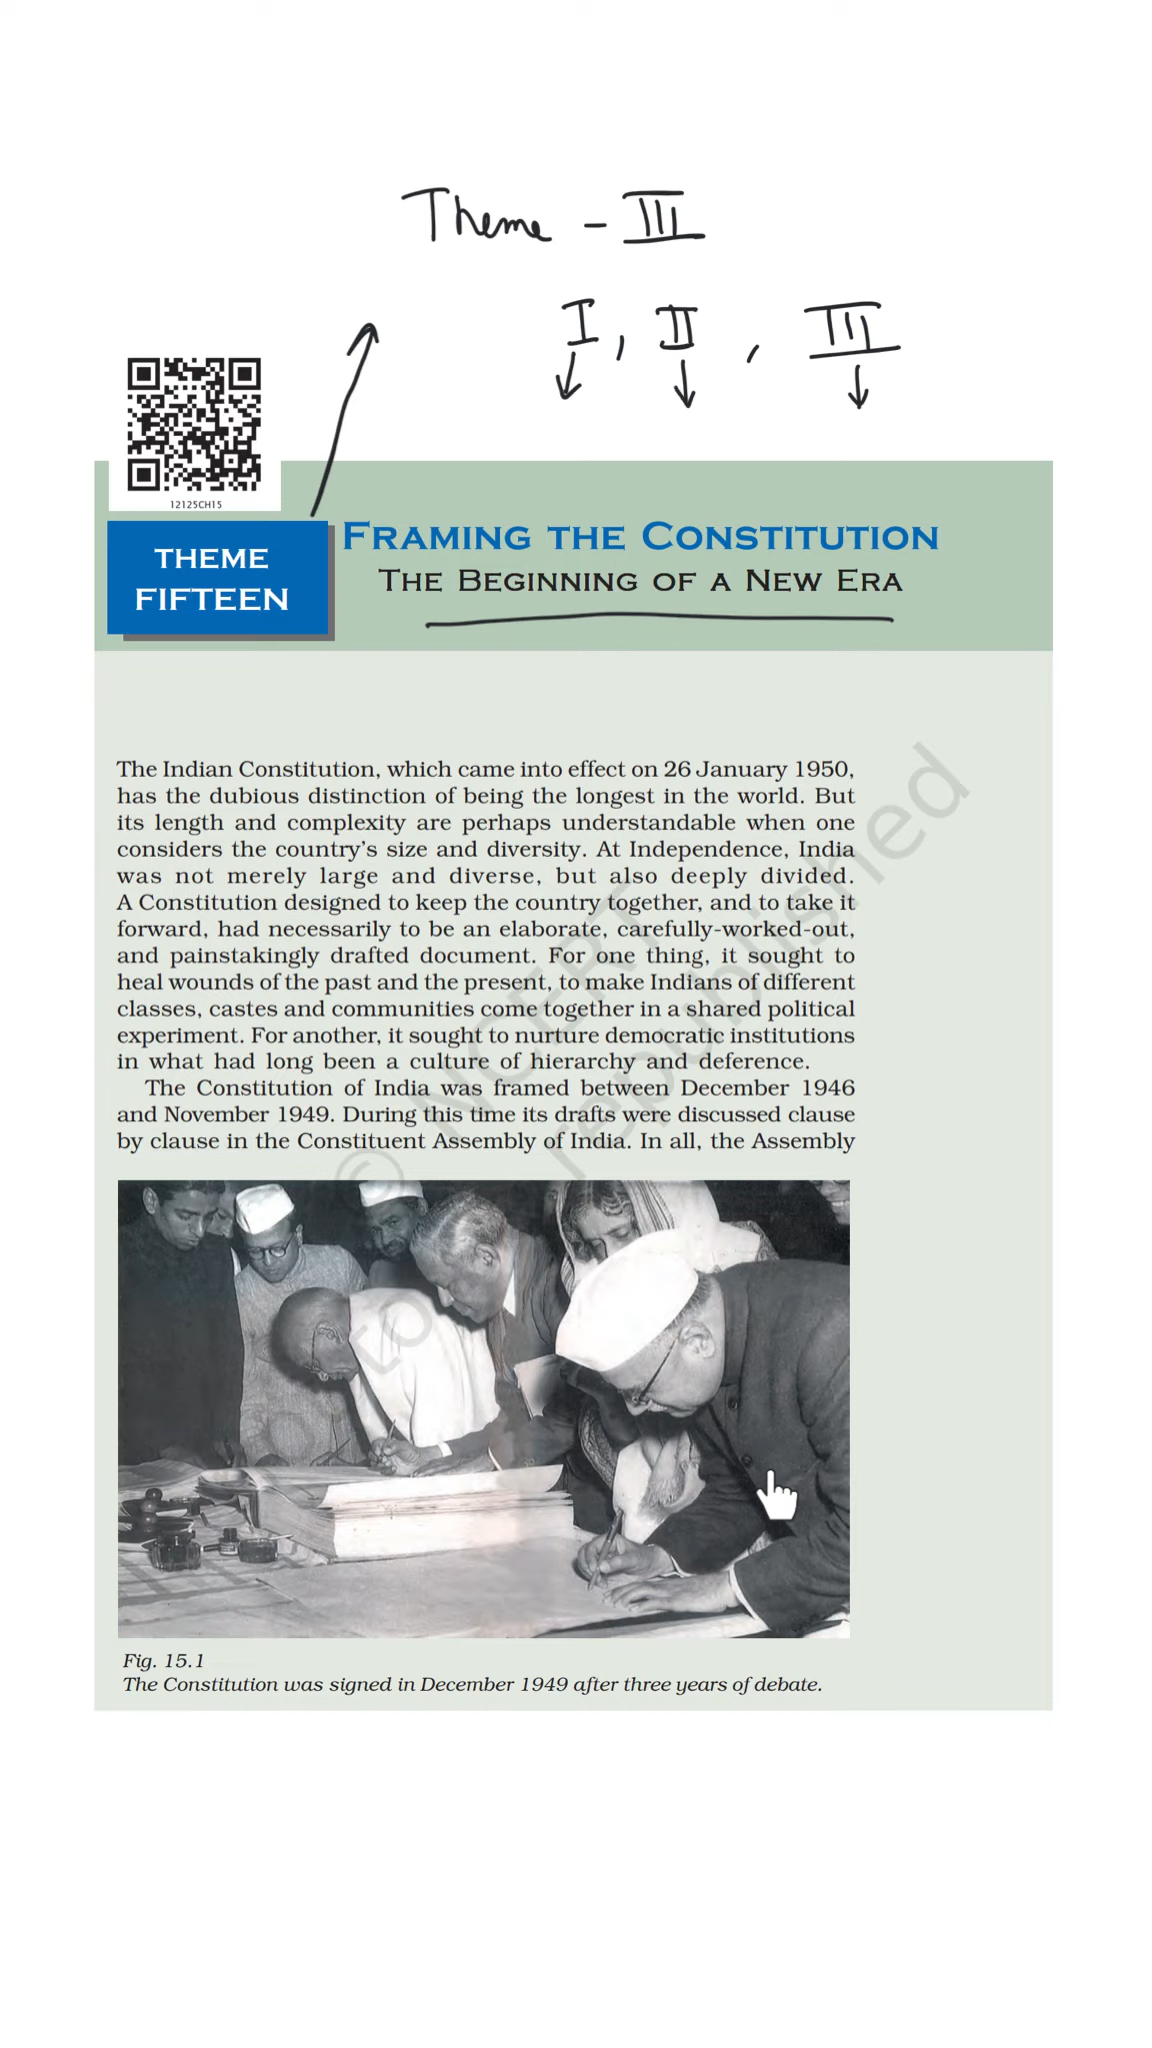 Theme - III
I, II, III
12125CH15
THEME
FIFTEEN
FRAMING THE CONSTITUTION
THE BEGINNING OF A NEW ERA
The Indian Constitution, which came into effect on 26 January 1950,
has the dubious distinction of being the longest in the world. But
its length and complexity are perhaps understandable when one
considers the country's size and diversity. At Independence, India
was not merely large and diverse, but also deeply divided.
A Constitution designed to keep the country together, and to take it
forward, had necessarily to be an elaborate, carefully-worked-out,
and painstakingly drafted document. For one thing, it sought to
heal wounds of the past and the present, to make Indians of different
classes, castes and communities come together in a shared political
experiment. For another, it sought to nurture democratic institutions
in what had long been a culture of hierarchy and deference.
The Constitution of India was framed between December 1946
and November 1949. During this time its drafts were discussed clause
by clause in the Constituent Assembly of India. In all, the Assembly
© NCERT
to republished
Fig. 15.1
The Constitution was signed in December 1949 after three years of debate.